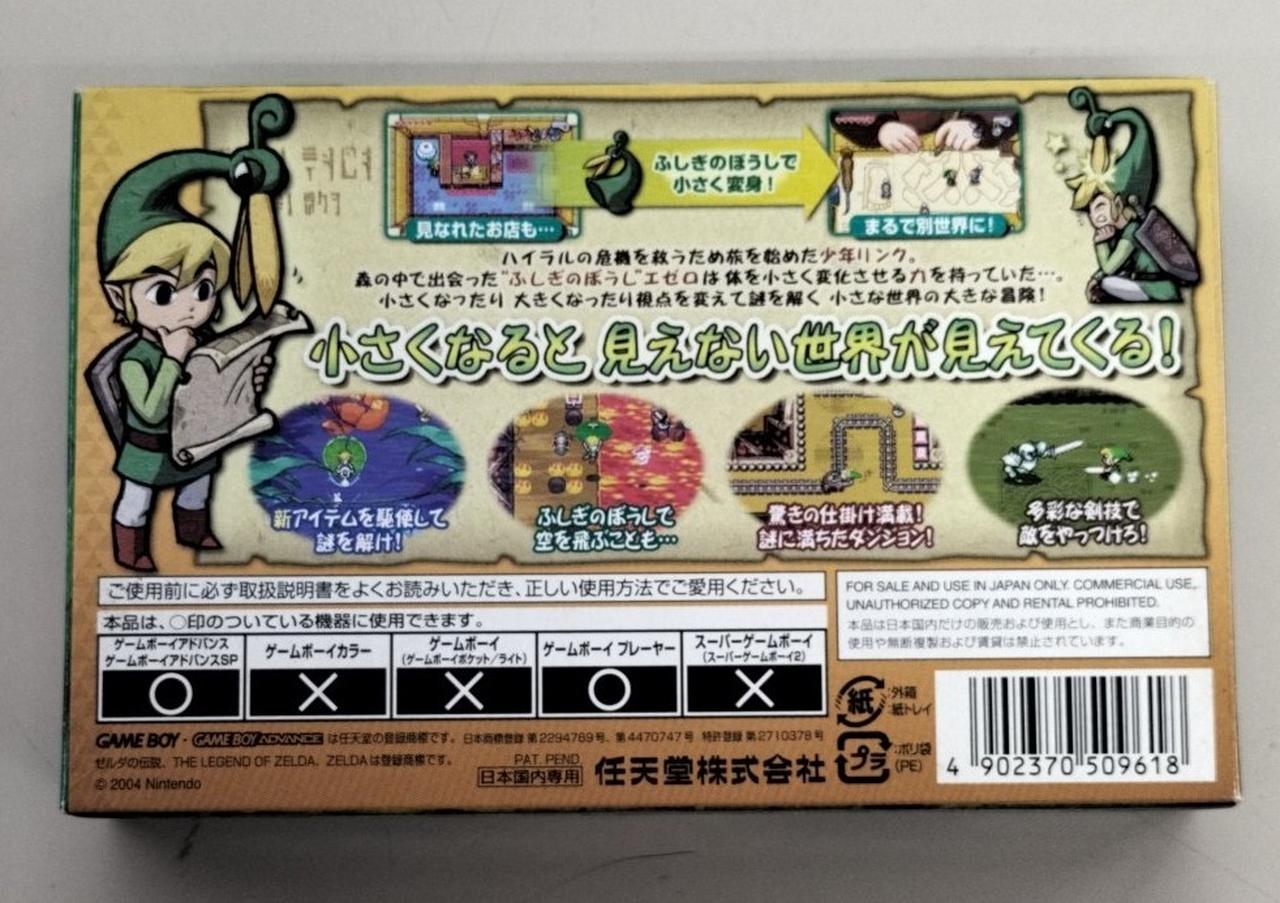 ふしぎのぼうしで
小さく変身！
見なれたお店も…
まるで別世界に！
ハイラルの危機を救うため旅を始めた少年リンク。
森の中で出会った"ふしぎのぼうし"エゼロは体を小さく変化させる力を持っていた…。
小さくなったり 大きくなったり視点を変えて謎を解く 小さな世界の大きな冒険！
小さくなると 見えない世界が見えてくる！
新アイテムを駆使して
謎を解け！
ふしぎのぼうしで
空を飛ぶことも…
驚きの仕掛け満載！
謎に満ちたダンジョン！
多彩な剣技で
敵をやっつけろ！
ご使用前に必ず取扱説明書をよくお読みいただき、正しい使用方法でご愛用ください。
本品は、○印のついている機器に使用できます。
ゲームボーイアドバンス
ゲームボーイアドバンスSP
ゲームボーイカラー
ゲームボーイ
(ゲームボーイポケット/ライト)
ゲームボーイ プレーヤー
スーパーゲームボーイ
(スーパーゲームボーイ2)
○ × × ○ ×
FOR SALE AND USE IN JAPAN ONLY. COMMERCIAL USE,
UNAUTHORIZED COPY AND RENTAL PROHIBITED.
本品は日本国内だけの販売および使用とし、また商業目的の
使用や無断複製および賃貸は禁止されています。
GAME BOY・GAME BOY ADVANCE は任天堂の登録商標です。 日本商標登録 第2294769号、第4470747号 特許登録 第2710378号
ゼルダの伝説、THE LEGEND OF ZELDA、ZELDAは登録商標です。
© 2004 Nintendo
PAT. PEND.
日本国内専用
任天堂株式会社
紙
:外箱
:紙トレイ
プラ
:ポリ袋
(PE)
4 902370 509618